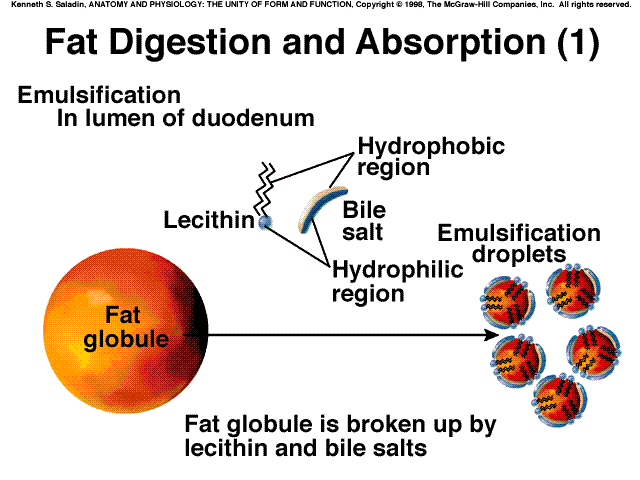 Kenneth S. Saladin, ANATOMY AND PHYSIOLOGY: THE UNITY OF FORM AND FUNCTION, Copyright © 1998, The McGraw-Hill Companies, Inc. All rights reserved.
Fat Digestion and Absorption (1)
Emulsification
In lumen of duodenum
Hydrophobic
region
Lecithin
Bile
salt
Hydrophilic
region
Emulsification
droplets
Fat
globule
Fat globule is broken up by
lecithin and bile salts